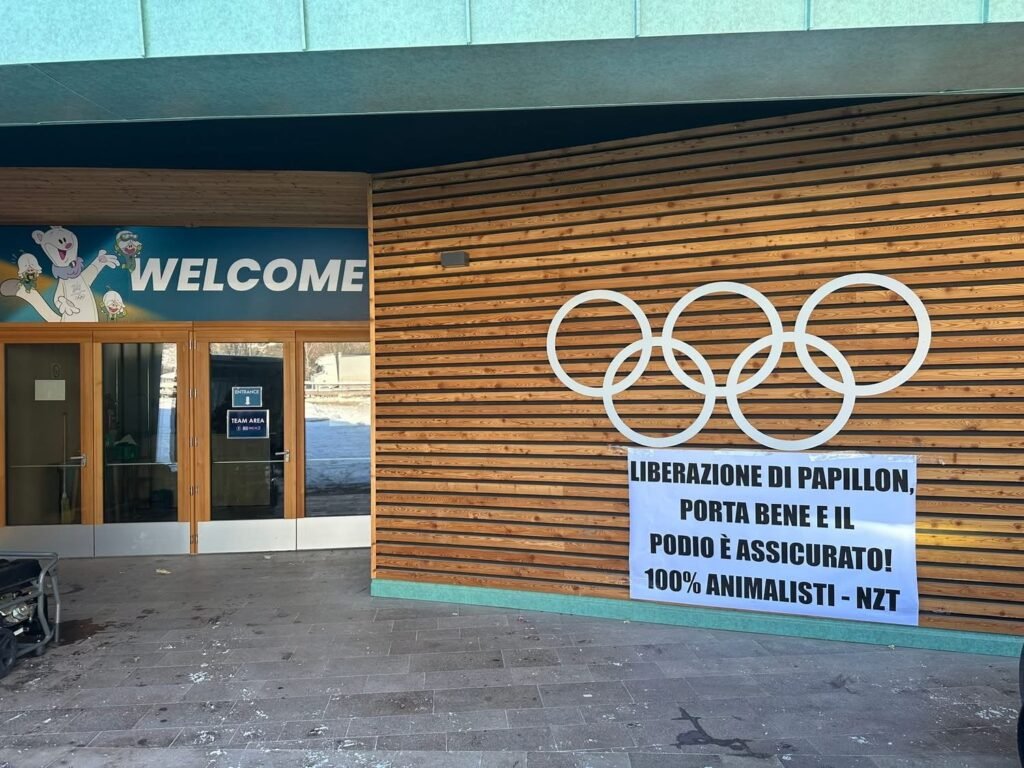 WELCOME
ENTRANCE
TEAM AREA
LIBERAZIONE DI PAPILLON,
PORTA BENE E IL
PODIO È ASSICURATO!
100% ANIMALISTI - NZT